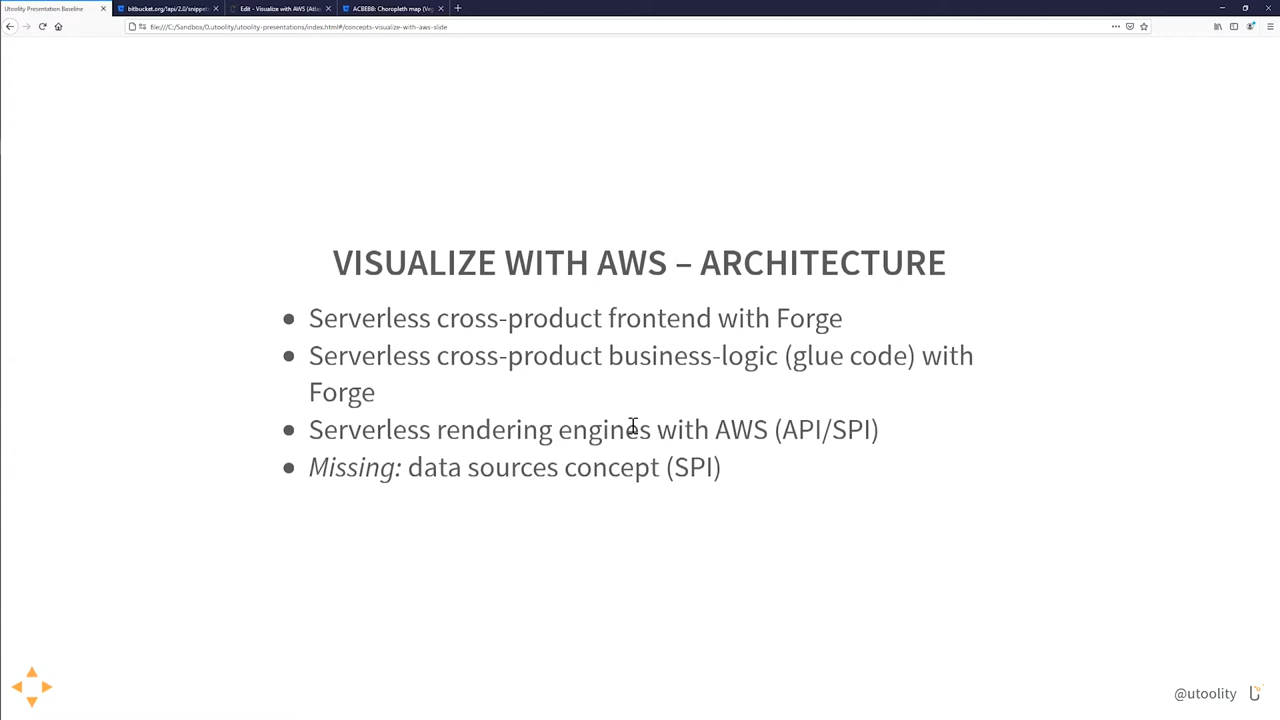 Utoolity Presentation Baseline
bitbucket.org/!api/2.0/snippet
Edit - Visualize with AWS (Atla
ACBEBB: Choropleth map (Ve
file:///C:/Sandbox/0.utoolity/utoolity-presentations/index.html#/concepts-visualize-with-aws-slide
VISUALIZE WITH AWS – ARCHITECTURE
• Serverless cross-product frontend with Forge
• Serverless cross-product business-logic (glue code) with
Forge
• Serverless rendering engines with AWS (API/SPI)
• Missing: data sources concept (SPI)
@utoolity